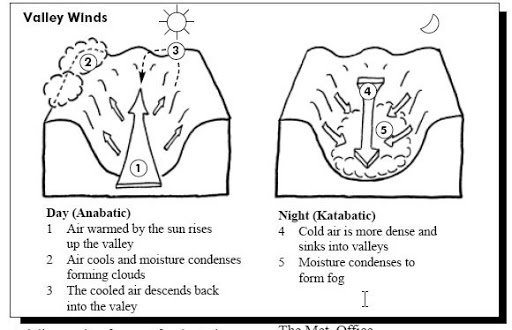 Valley Winds
3
2
1
4
5
Day (Anabatic)
1 Air warmed by the sun rises
up the valley
2 Air cools and moisture condenses
forming clouds
3 The cooled air descends back
into the valey
Night (Katabatic)
4 Cold air is more dense and
sinks into valleys
5 Moisture condenses to
form fog
The Met. Office